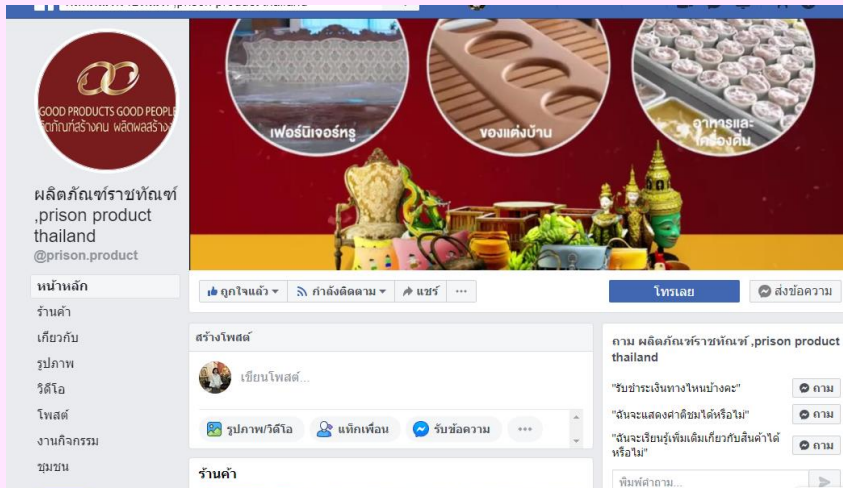 GOOD PRODUCTS GOOD PEOPLE
เฟอร์นิเจอร์หรู
ของแต่งบ้าน
อาหารและ
เครื่องดื่ม
ผลิตภัณฑ์ราชทัณฑ์
,prison product
thailand
@prison.product
หน้าหลัก
ร้านค้า
เกี่ยวกับ
รูปภาพ
วิดีโอ
โพสต์
งานกิจกรรม
ชุมชน
ถูกใจแล้ว
กำลังติดตาม
แชร์
โทรเลย
ส่งข้อความ
สร้างโพสต์
เขียนโพสต์...
รูปภาพ/วิดีโอ
แท็กเพื่อน
รับข้อความ
ร้านค้า
ถาม ผลิตภัณฑ์ราชทัณฑ์ ,prison product
thailand
"รับชำระเงินทางไหนบ้างคะ"
ถาม
"ฉันจะแสดงคำติชมได้หรือไม่"
ถาม
"ฉันจะเรียนรู้เพิ่มเติมเกี่ยวกับสินค้าได้
หรือไม่"
ถาม
พิมพ์คำถาม...